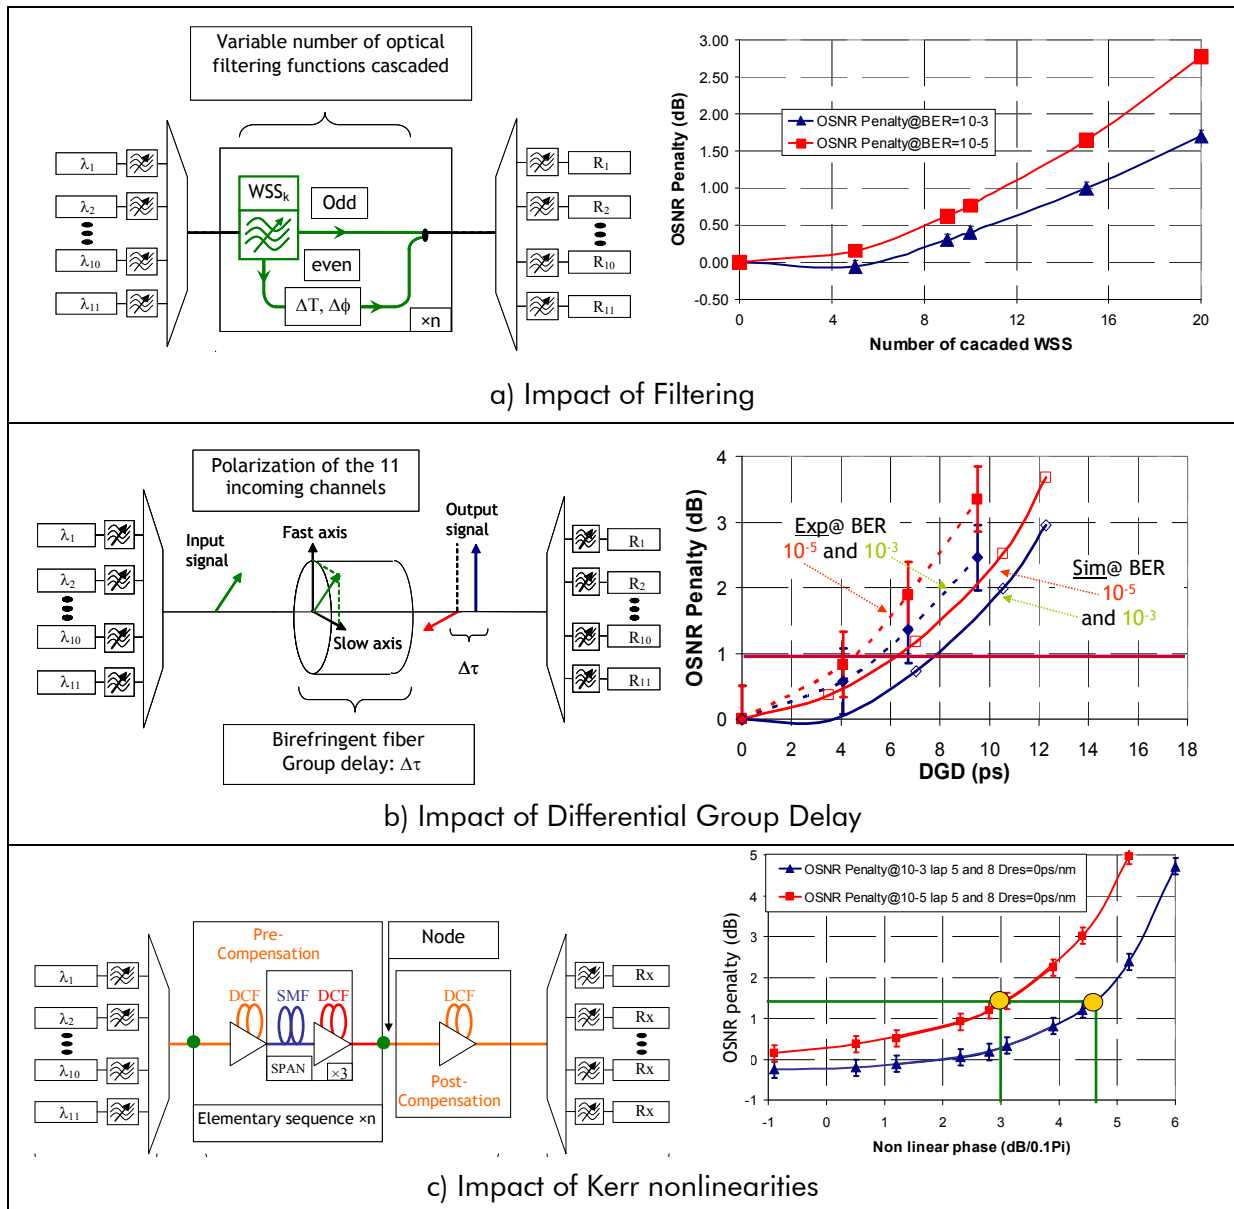 Variable number of optical
filtering functions cascaded
λ1
λ2
λ10
λ11
WSSk
Odd
even
ΔT, Δϕ
×n
R1
R2
R10
R11
3.00
2.50
2.00
1.50
1.00
0.50
0.00
-0.50
OSNR Penalty (dB)
OSNR Penalty@BER=10-3
OSNR Penalty@BER=10-5
0
4
8
12
16
20
Number of cacaded WSS
a) Impact of Filtering
Polarization of the 11
incoming channels
λ1
λ2
λ10
λ11
Input
signal
Fast axis
Slow axis
Output
signal
Δτ
Birefringent fiber
Group delay: Δτ
R1
R2
R10
R11
4
3
2
1
0
OSNR Penalty (dB)
Exp@ BER
10-5 and 10-3
Sim@ BER
10-5
and 10-3
0
2
4
6
8
10
12
14
16
18
DGD (ps)
b) Impact of Differential Group Delay
λ1
λ2
λ10
λ11
Pre-
Compensation
DCF
SMF
DCF
SPAN
×3
Elementary sequence ×n
Node
DCF
Post-
Compensation
Rx
Rx
Rx
Rx
5
4
3
2
1
0
-1
OSNR penalty (dB)
OSNR Penalty@10-3 lap 5 and 8 Dres=0ps/nm
OSNR Penalty@10-5 lap 5 and 8 Dres=0ps/nm
-1
0
1
2
3
4
5
6
Non linear phase (dB/0.1Pi)
c) Impact of Kerr nonlinearities